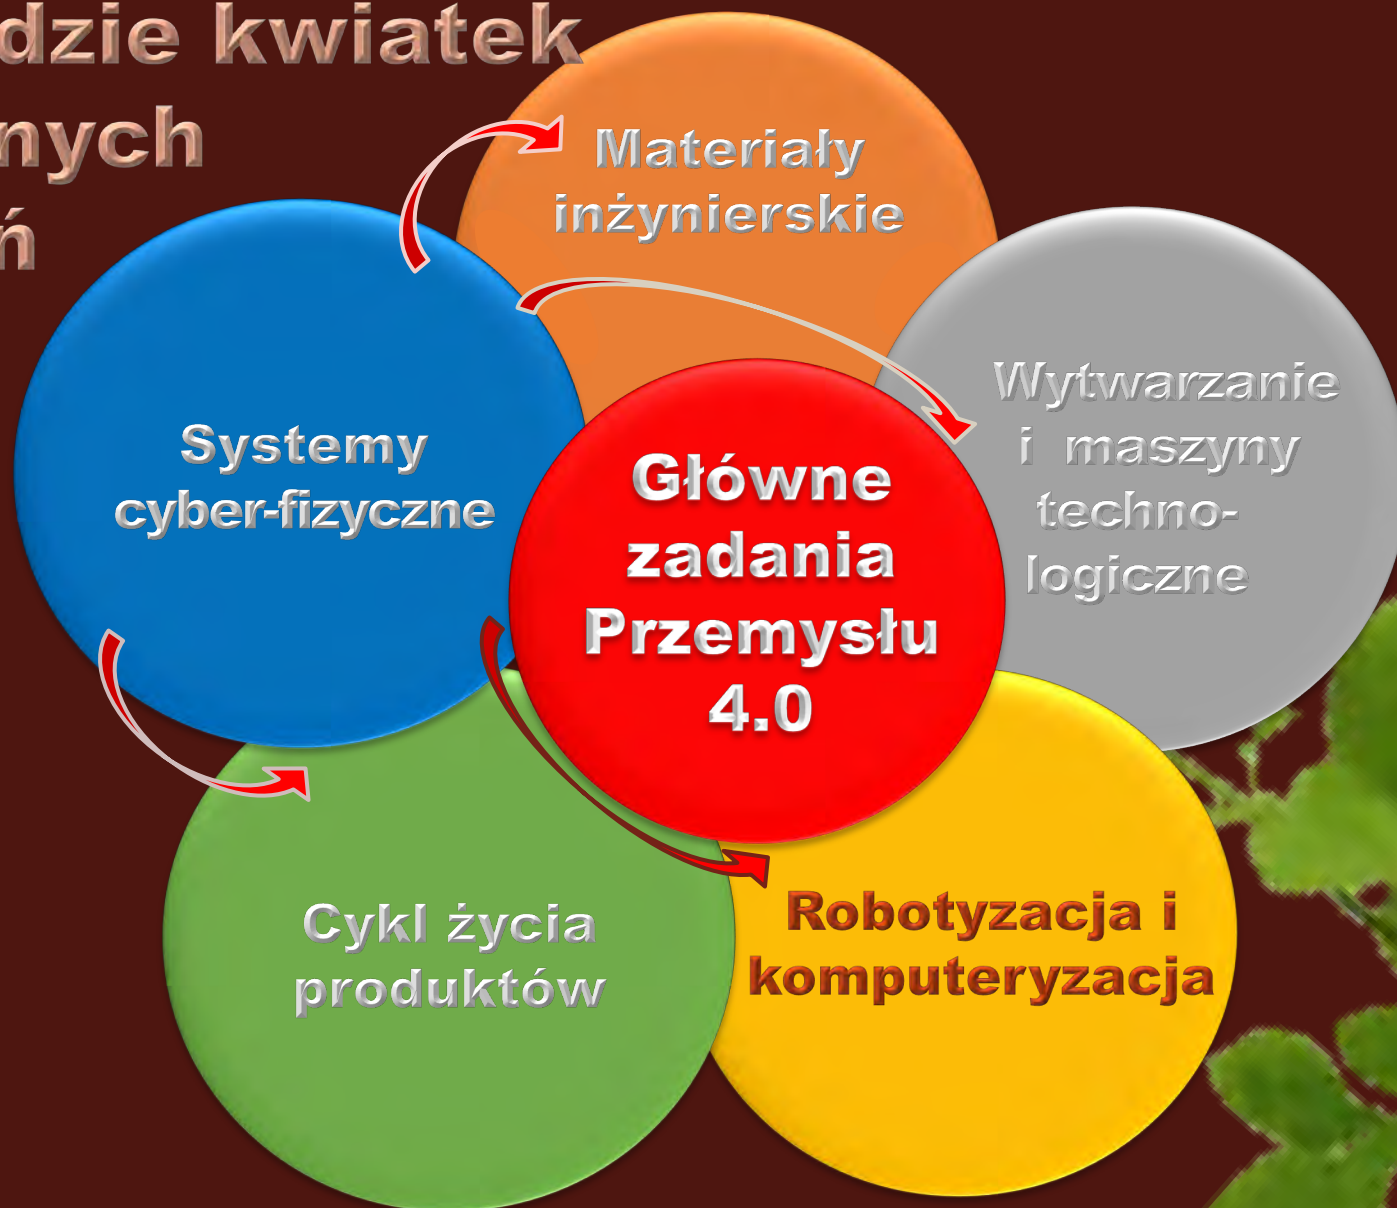 dzie kwiatek
nych
ń
Materiały
inżynierskie
Systemy
cyber-fizyczne
Wytwarzanie
i maszyny
techno-
logiczne
Główne
zadania
Przemysłu
4.0
Cykl życia
produktów
Robotyzacja i
komputeryzacja